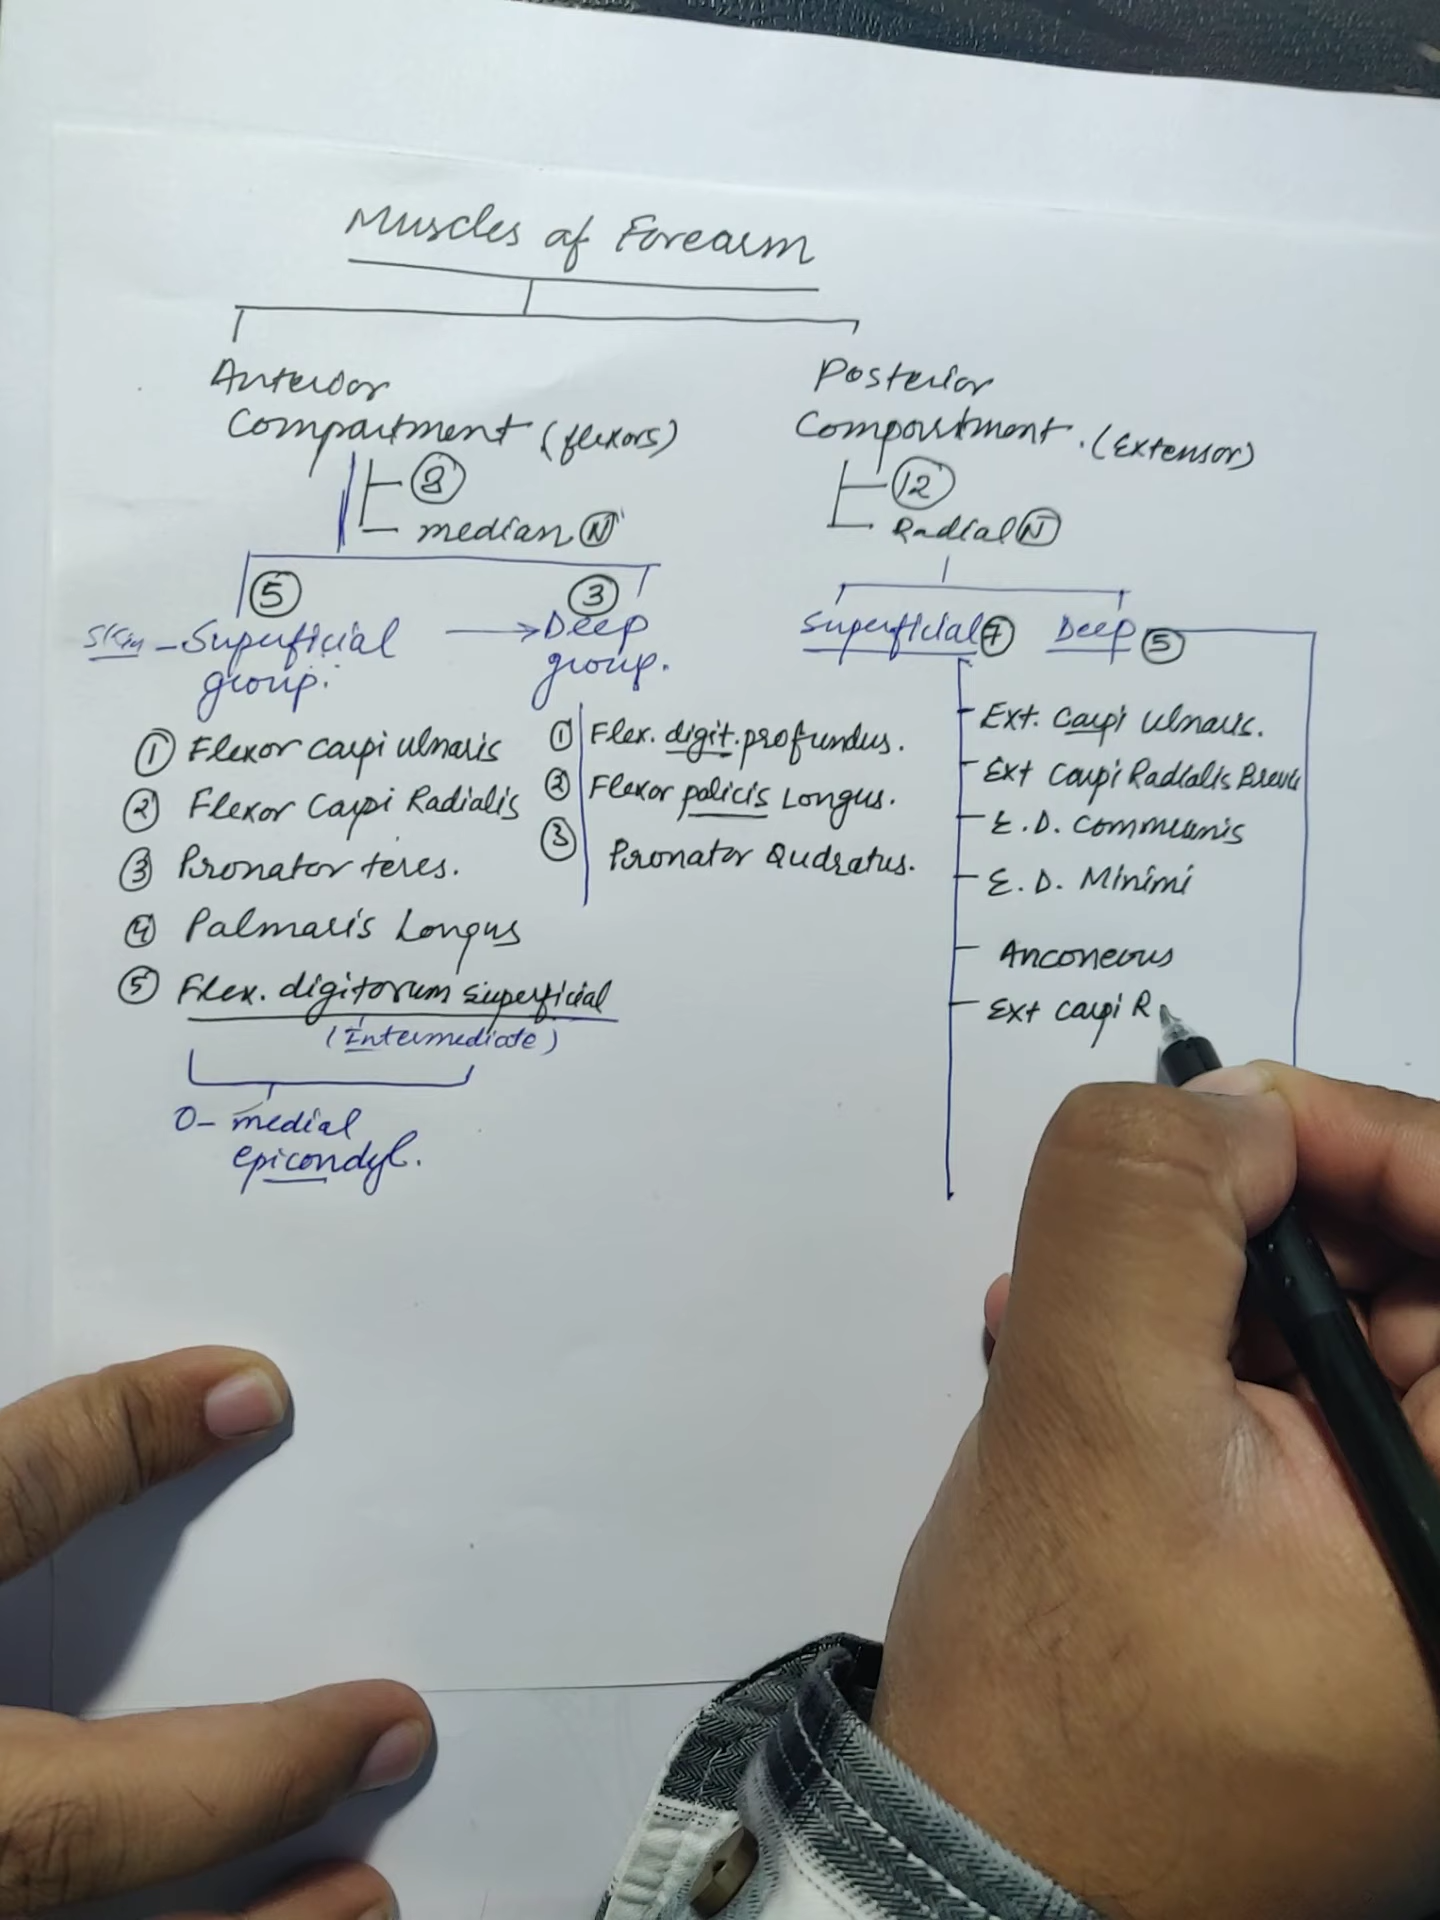 Muscles of Forearm
Anterior
Compartment (flexors)
8
median N
5
Skin - Superficial
group.
3
Deep
group.
1 Flexor carpi ulnaris
2 Flexor Carpi Radialis
3 Pronator teres.
4 Palmaris Longus
5 Flex. digitorum superficial
(Intermediate)
O- medial
epicondyl.
1 Flex. digit. profundus.
2 Flexor policis Longus.
3 Pronator Qudratus.
Posterior
Compartment. (Extensor)
12
Radial N
Superficial 7 Deep 5
Ext. Carpi Ulnaris.
Ext Carpi Radialis Brevis
E. D. Communis
E. D. Minimi
Anconeous
Ext Carpi R